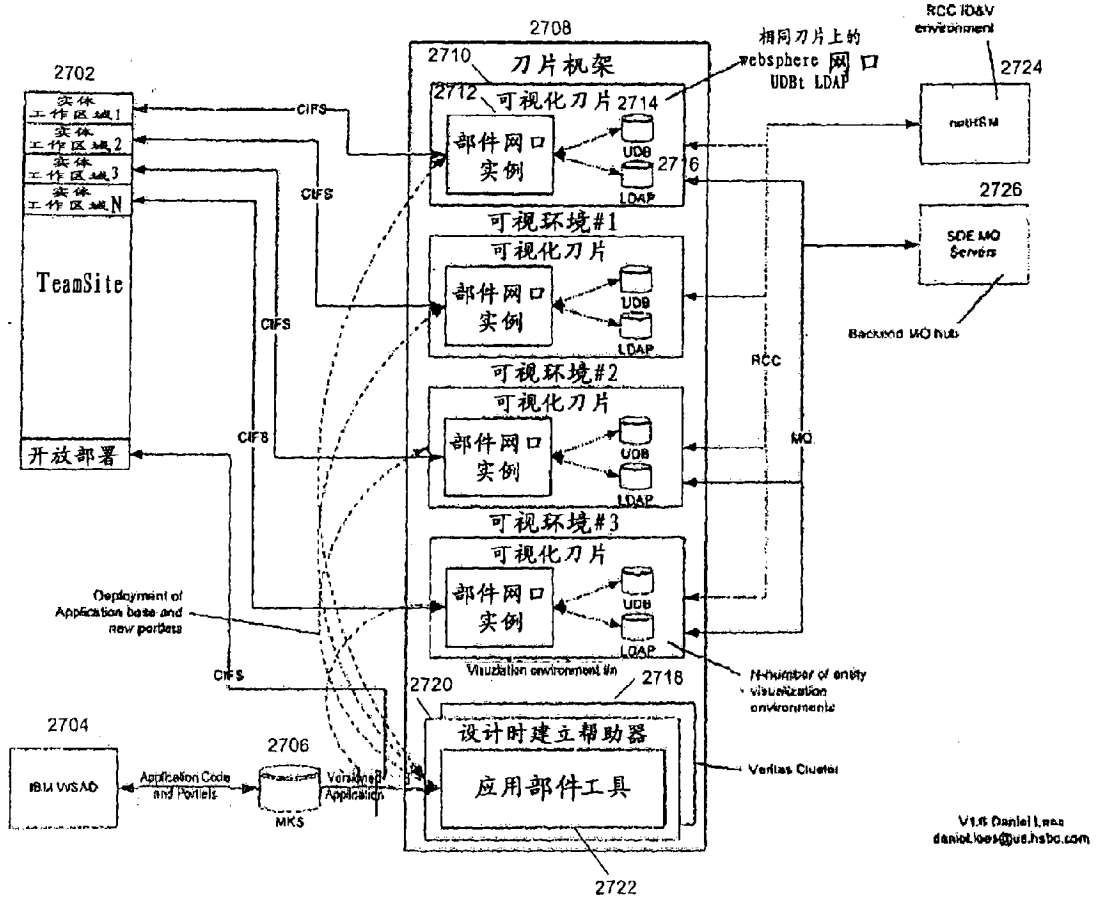 2708
RCC ID&V
environment
2702
2710
刀片机架
相同刀片上的
websphere 网口
UDBt LDAP
2724
实体
工作区域1
实体
工作区域2
实体
工作区域3
实体
工作区域N
CIFS
2712
可视化刀片
2714
部件网口
实例
UDB
2716
LDAP
netHSM
CIFS
2726
可视环境#1
可视化刀片
SDE MQ
Servers
TeamSite
部件网口
实例
UDB
LDAP
CIFS
Backend MQ hub
RCC
可视环境#2
可视化刀片
CIFS
部件网口
实例
UDB
LDAP
MQ
开放部署
可视环境#3
可视化刀片
部件网口
实例
UDB
LDAP
Deployment of
Application base and
new portlets
CIFS
environment #n
N-number of entity
visualization
environments
2720
2718
2704
2706
设计时建立帮助器
应用部件工具
IBM WSAD
Application Code
and Portlets
MKS
Versioned
Application
Veritas Cluster
V1.6 Daniel
2722